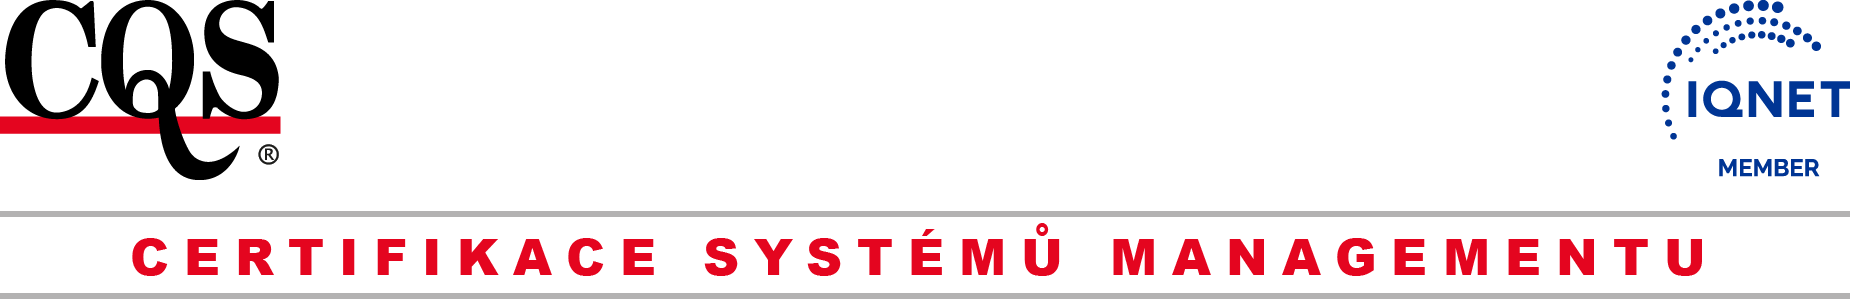 CQS®
IQNET
MEMBER
CERTIFIKACE SYSTÉMŮ MANAGEMENTU